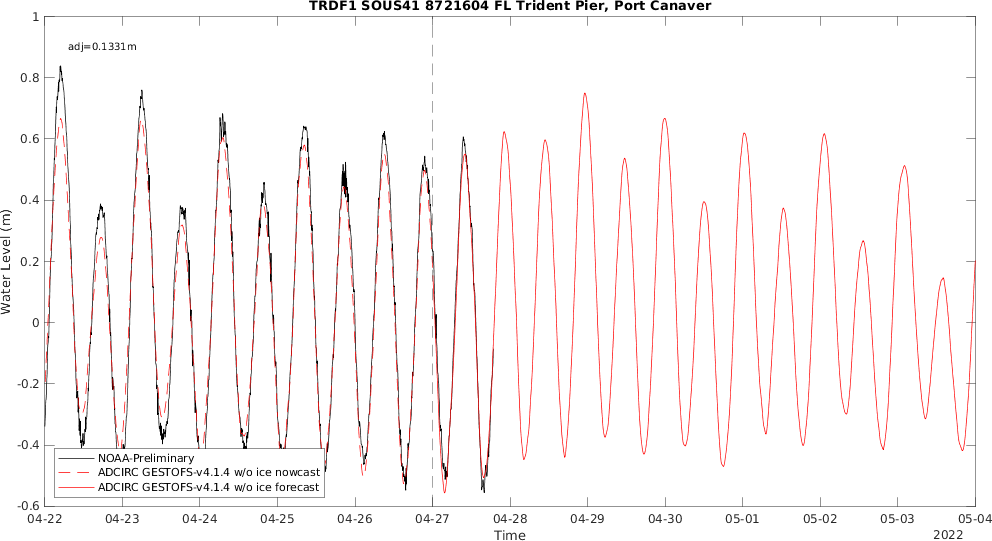 TRDF1 SOUS41 8721604 FL Trident Pier, Port Canaver
adj=0.1331m
1
0.8
0.6
0.4
0.2
0
-0.2
-0.4
-0.6
Water Level (m)
NOAA-Preliminary
ADCIRC GESTOFS-v4.1.4 w/o ice nowcast
ADCIRC GESTOFS-v4.1.4 w/o ice forecast
04-22 04-23 04-24 04-25 04-26 04-27 04-28 04-29 04-30 05-01 05-02 05-03 05-04
Time
2022